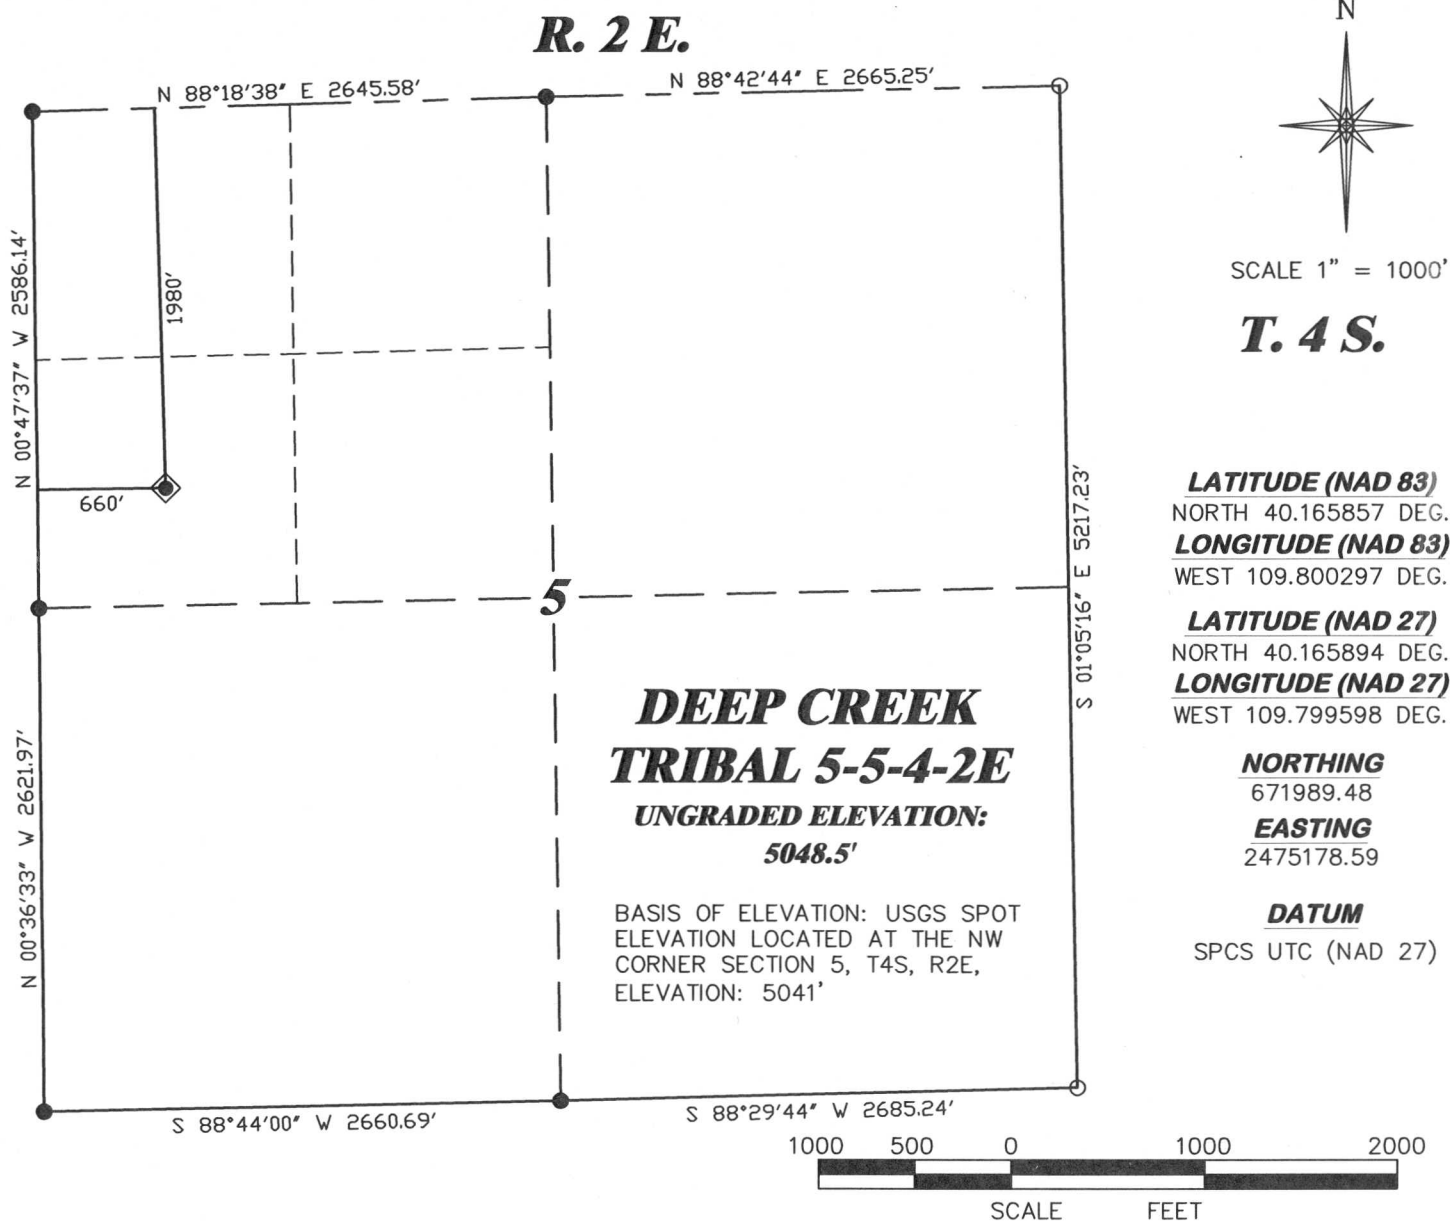 R. 2 E.
N
N 88°18'38" E 2645.58'
N 88°42'44" E 2665.25'
SCALE 1" = 1000'
T. 4 S.
N 00°47'37" W 2586.14'
1980'
660'
S 01°05'16" E 5217.23'
LATITUDE (NAD 83)
NORTH 40.165857 DEG.
LONGITUDE (NAD 83)
WEST 109.800297 DEG.
LATITUDE (NAD 27)
NORTH 40.165894 DEG.
LONGITUDE (NAD 27)
WEST 109.799598 DEG.
NORTHING
671989.48
EASTING
2475178.59
DATUM
SPCS UTC (NAD 27)
5
DEEP CREEK
TRIBAL 5-5-4-2E
UNGRADED ELEVATION:
5048.5'
BASIS OF ELEVATION: USGS SPOT
ELEVATION LOCATED AT THE NW
CORNER SECTION 5, T4S, R2E,
ELEVATION: 5041'
N 00°36'33" W 2621.97'
S 88°44'00" W 2660.69'
S 88°29'44" W 2685.24'
1000 500 0 1000 2000
SCALE FEET